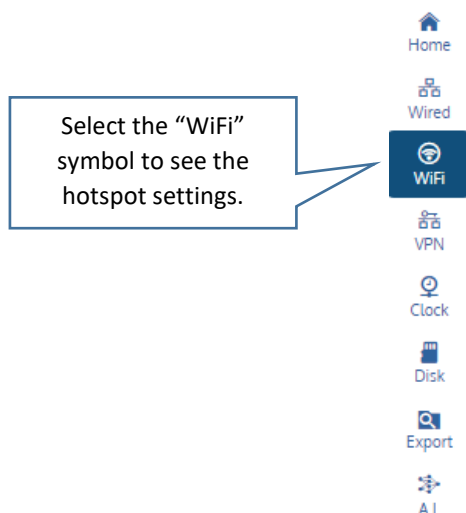 Home
Wired
Select the “WiFi”
symbol to see the
hotspot settings.
WiFi
VPN
Clock
Disk
Export
A.I.